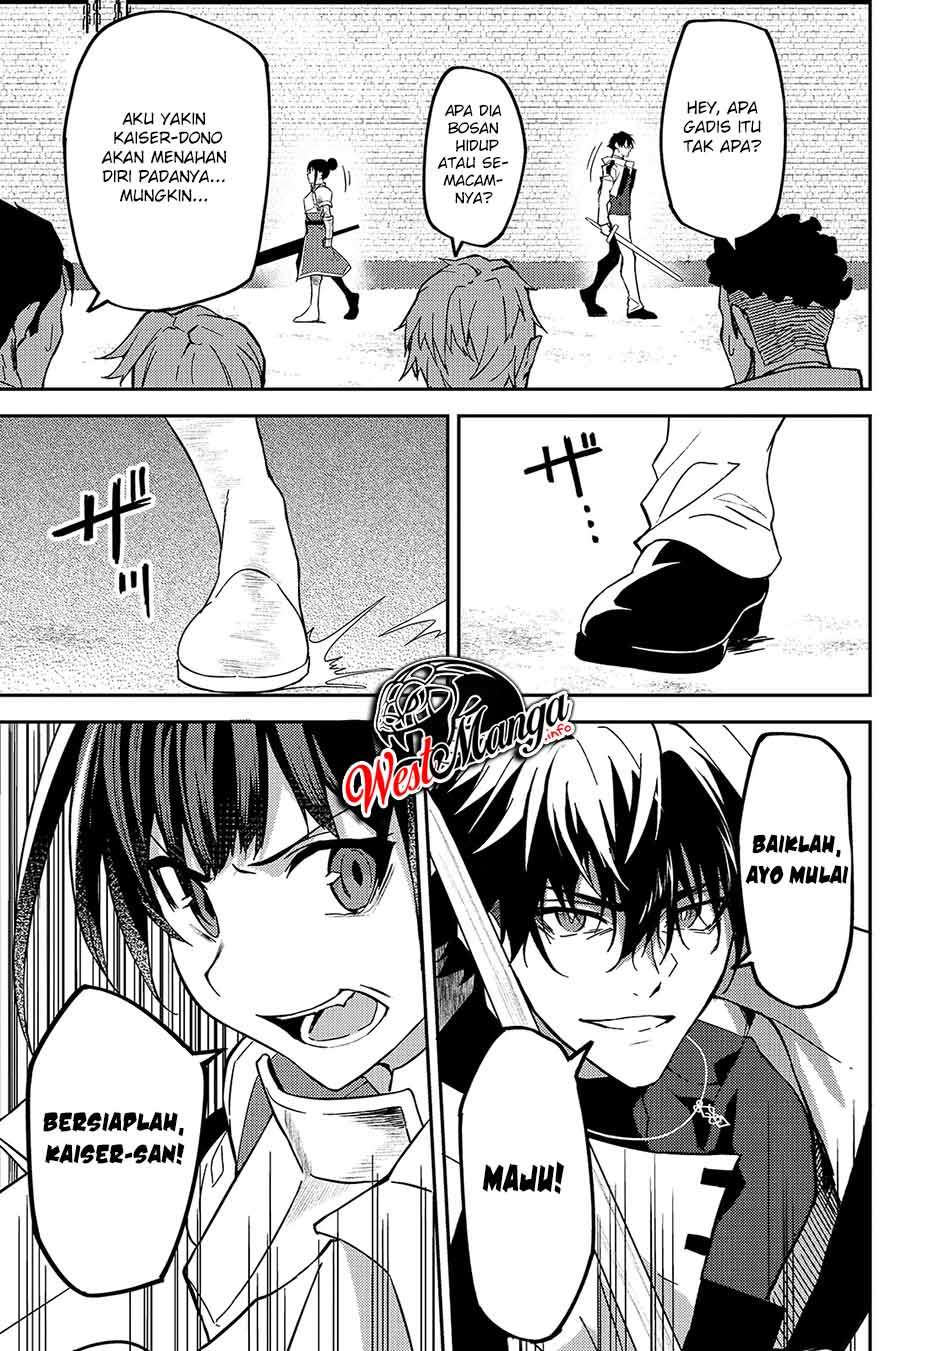 HEY, APA
GADIS ITU
TAK APA?
APA DIA
BOSAN
HIDUP
ATAU SE-
MACAM-
NYA?
AKU YAKIN
KAISER-DONO
AKAN MENAHAN
DIRI PADANYA...
MUNGKIN...
ザ...
ザッ
WestManga
.info
BAIKLAH,
AYO MULAI
MAJU!
BERSIAPLAH,
KAISER-SAN!